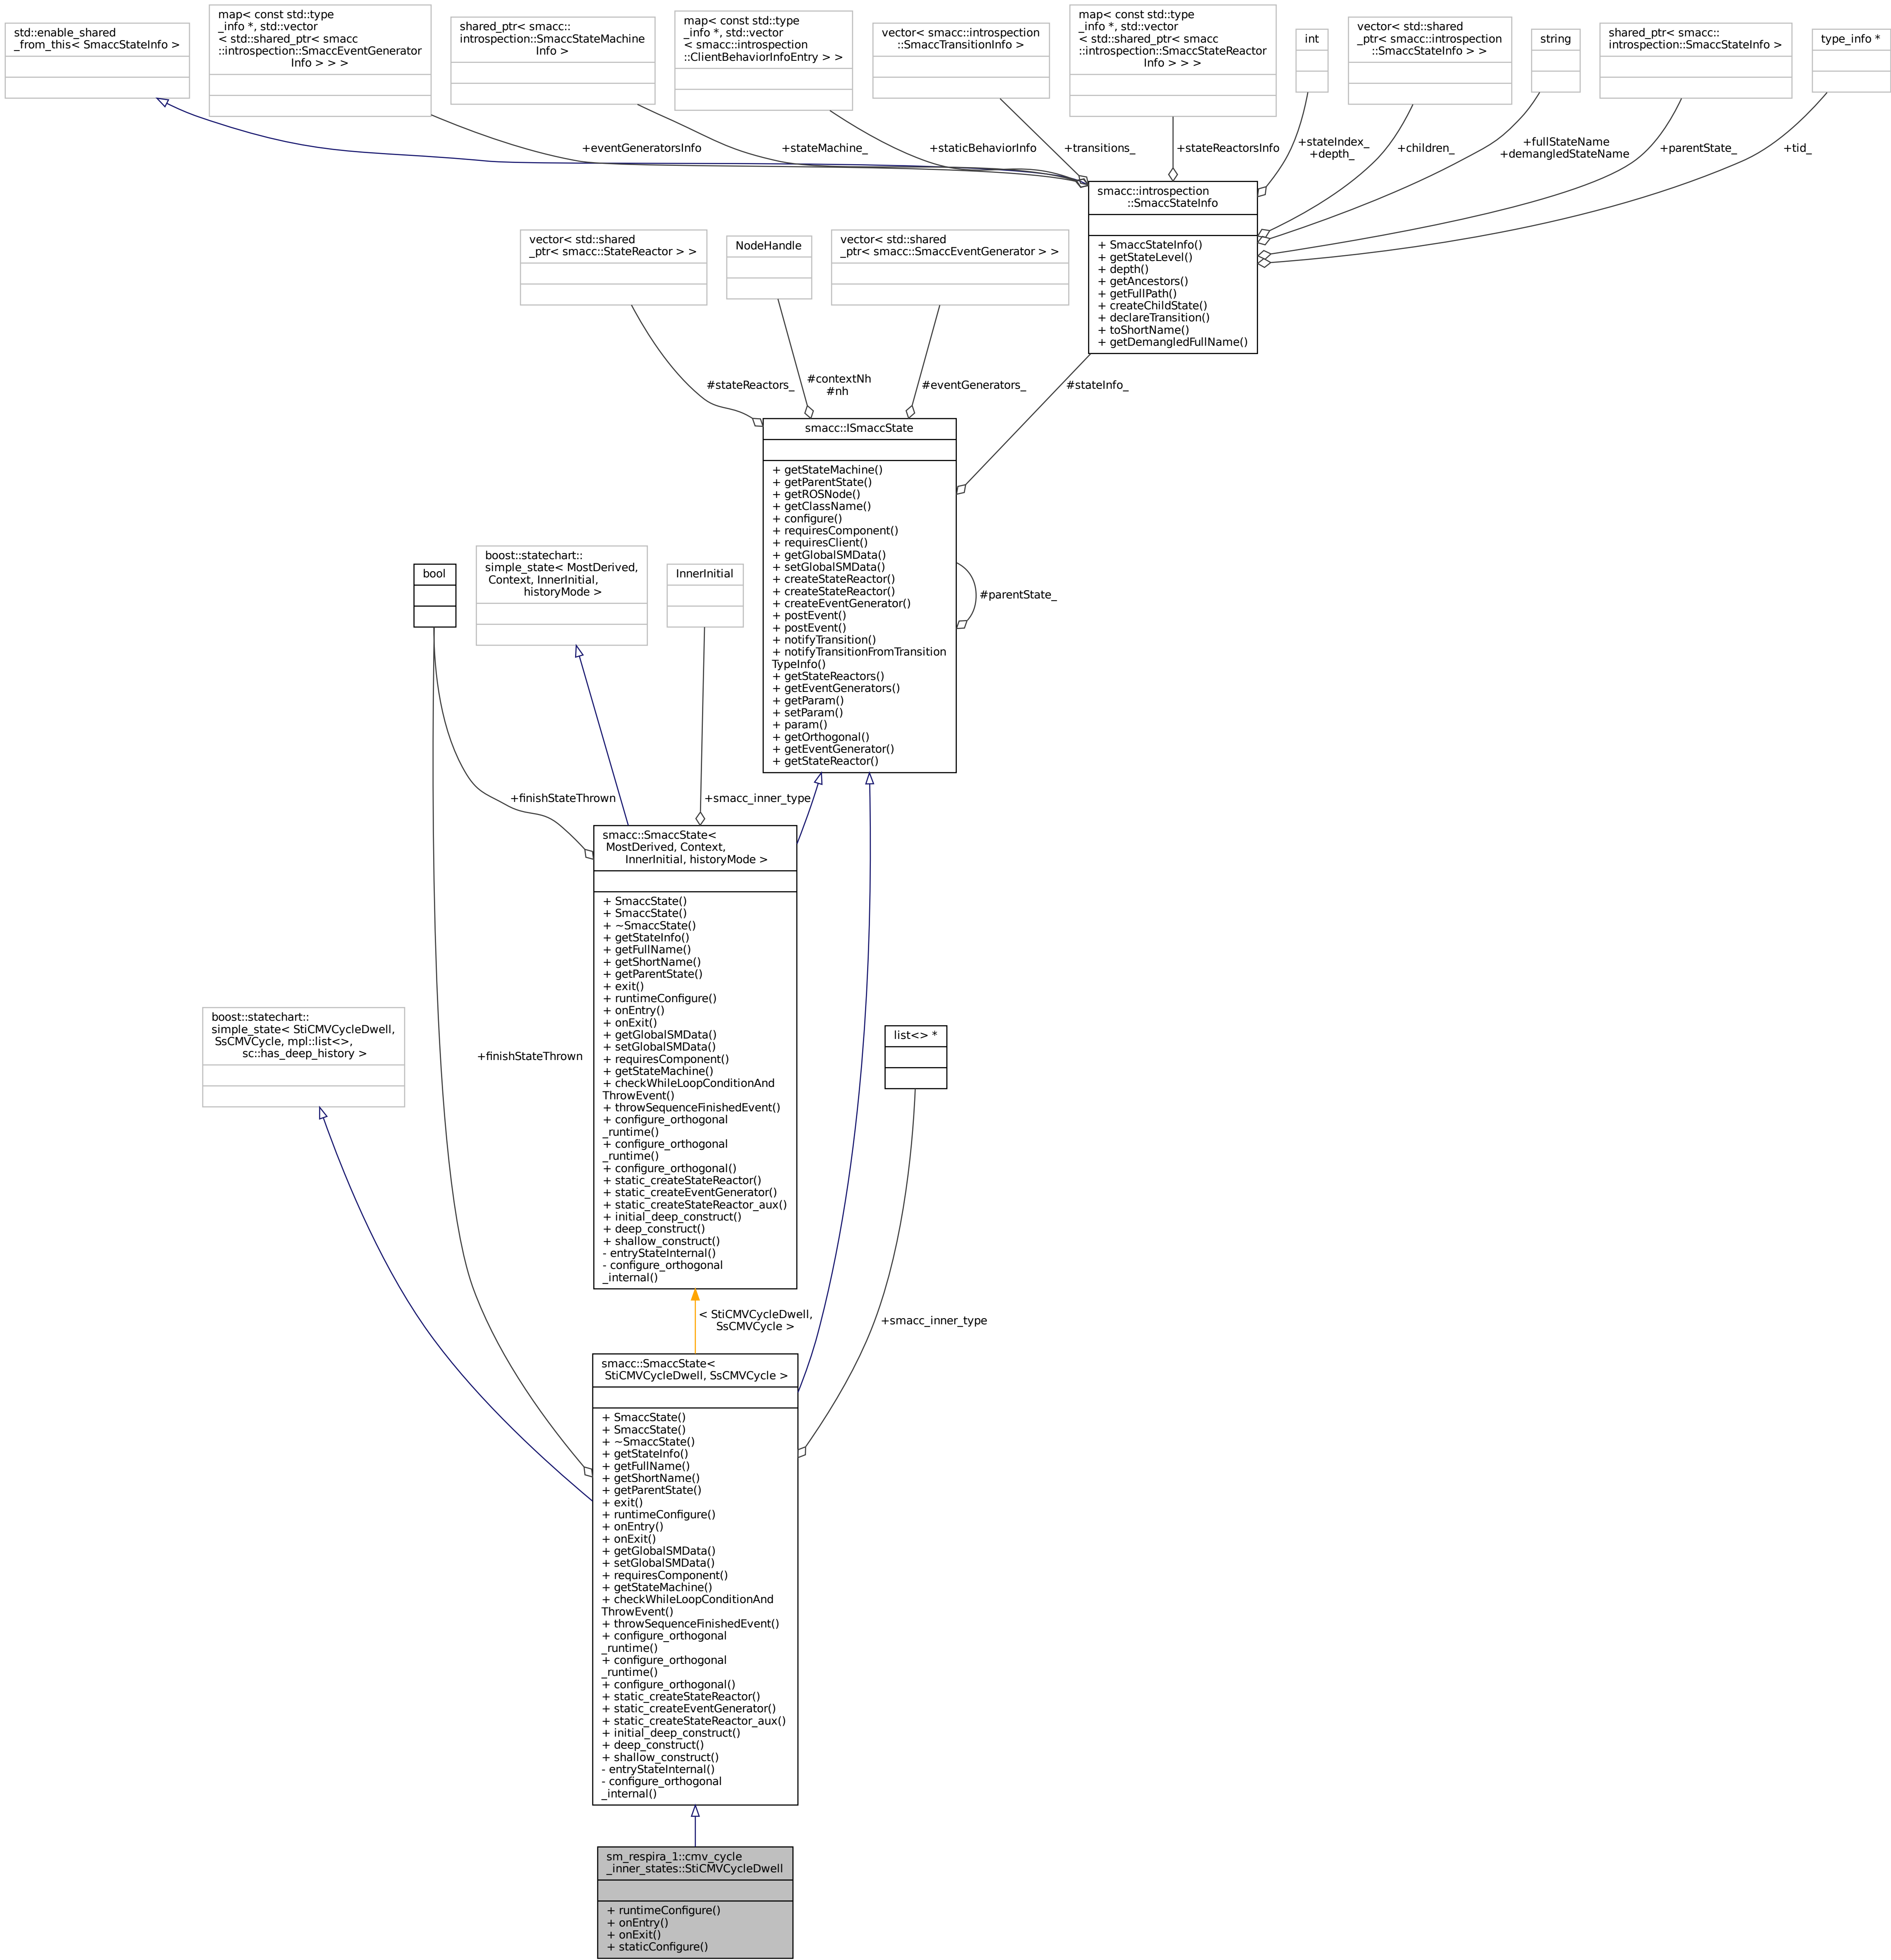 std::enable_shared
_from_this< SmaccStateInfo >
map< const std::type
_info *, std::vector
< std::shared_ptr< smacc
::introspection::SmaccEventGenerator
Info > > >
shared_ptr< smacc::
introspection::SmaccStateMachine
Info >
map< const std::type
_info *, std::vector
< smacc::introspection
::ClientBehaviorInfoEntry > >
vector< smacc::introspection
::SmaccTransitionInfo >
map< const std::type
_info *, std::vector
< std::shared_ptr< smacc
::introspection::SmaccStateReactor
Info > > >
int
vector< std::shared
_ptr< smacc::introspection
::SmaccStateInfo > >
string
shared_ptr< smacc::
introspection::SmaccStateInfo >
type_info *
+eventGeneratorsInfo
+stateMachine_
+staticBehaviorInfo
+transitions_
+stateReactorsInfo
+stateIndex_
+depth_
+children_
+fullStateName
+demangledStateName
+parentState_
+tid_
smacc::introspection
::SmaccStateInfo
+ SmaccStateInfo()
+ getStateLevel()
+ depth()
+ getAncestors()
+ getFullPath()
+ createChildState()
+ declareTransition()
+ toShortName()
+ getDemangledFullName()
vector< std::shared
_ptr< smacc::StateReactor > >
NodeHandle
vector< std::shared
_ptr< smacc::SmaccEventGenerator > >
#stateReactors_
#contextNh
#nh
#eventGenerators_
#stateInfo_
smacc::ISmaccState
+ getStateMachine()
+ getParentState()
+ getROSNode()
+ getClassName()
+ configure()
+ requiresComponent()
+ requiresClient()
+ getGlobalSMData()
+ setGlobalSMData()
+ createStateReactor()
+ createStateReactor()
+ createEventGenerator()
+ postEvent()
+ postEvent()
+ notifyTransition()
+ notifyTransitionFromTransition
TypeInfo()
+ getStateReactors()
+ getEventGenerators()
+ getParam()
+ setParam()
+ param()
+ getOrthogonal()
+ getEventGenerator()
+ getStateReactor()
#parentState_
bool
boost::statechart::
simple_state< MostDerived,
Context, InnerInitial,
historyMode >
InnerInitial
+finishStateThrown
+smacc_inner_type
smacc::SmaccState<
MostDerived, Context,
InnerInitial, historyMode >
+ SmaccState()
+ SmaccState()
+ ~SmaccState()
+ getStateInfo()
+ getFullName()
+ getShortName()
+ getParentState()
+ exit()
+ runtimeConfigure()
+ onEntry()
+ onExit()
+ getGlobalSMData()
+ setGlobalSMData()
+ requiresComponent()
+ getStateMachine()
+ checkWhileLoopConditionAnd
ThrowEvent()
+ throwSequenceFinishedEvent()
+ configure_orthogonal
_runtime()
+ configure_orthogonal
_runtime()
+ configure_orthogonal()
+ static_createStateReactor()
+ static_createEventGenerator()
+ static_createStateReactor_aux()
+ initial_deep_construct()
+ deep_construct()
+ shallow_construct()
- entryStateInternal()
- configure_orthogonal
_internal()
boost::statechart::
simple_state< StiCMVCycleDwell,
SsCMVCycle, mpl::list<>,
sc::has_deep_history >
+finishStateThrown
list<> *
< StiCMVCycleDwell,
SsCMVCycle >
+smacc_inner_type
smacc::SmaccState<
StiCMVCycleDwell, SsCMVCycle >
+ SmaccState()
+ SmaccState()
+ ~SmaccState()
+ getStateInfo()
+ getFullName()
+ getShortName()
+ getParentState()
+ exit()
+ runtimeConfigure()
+ onEntry()
+ onExit()
+ getGlobalSMData()
+ setGlobalSMData()
+ requiresComponent()
+ getStateMachine()
+ checkWhileLoopConditionAnd
ThrowEvent()
+ throwSequenceFinishedEvent()
+ configure_orthogonal
_runtime()
+ configure_orthogonal
_runtime()
+ configure_orthogonal()
+ static_createStateReactor()
+ static_createEventGenerator()
+ static_createStateReactor_aux()
+ initial_deep_construct()
+ deep_construct()
+ shallow_construct()
- entryStateInternal()
- configure_orthogonal
_internal()
sm_respira_1::cmv_cycle
_inner_states::StiCMVCycleDwell
+ runtimeConfigure()
+ onEntry()
+ onExit()
+ staticConfigure()